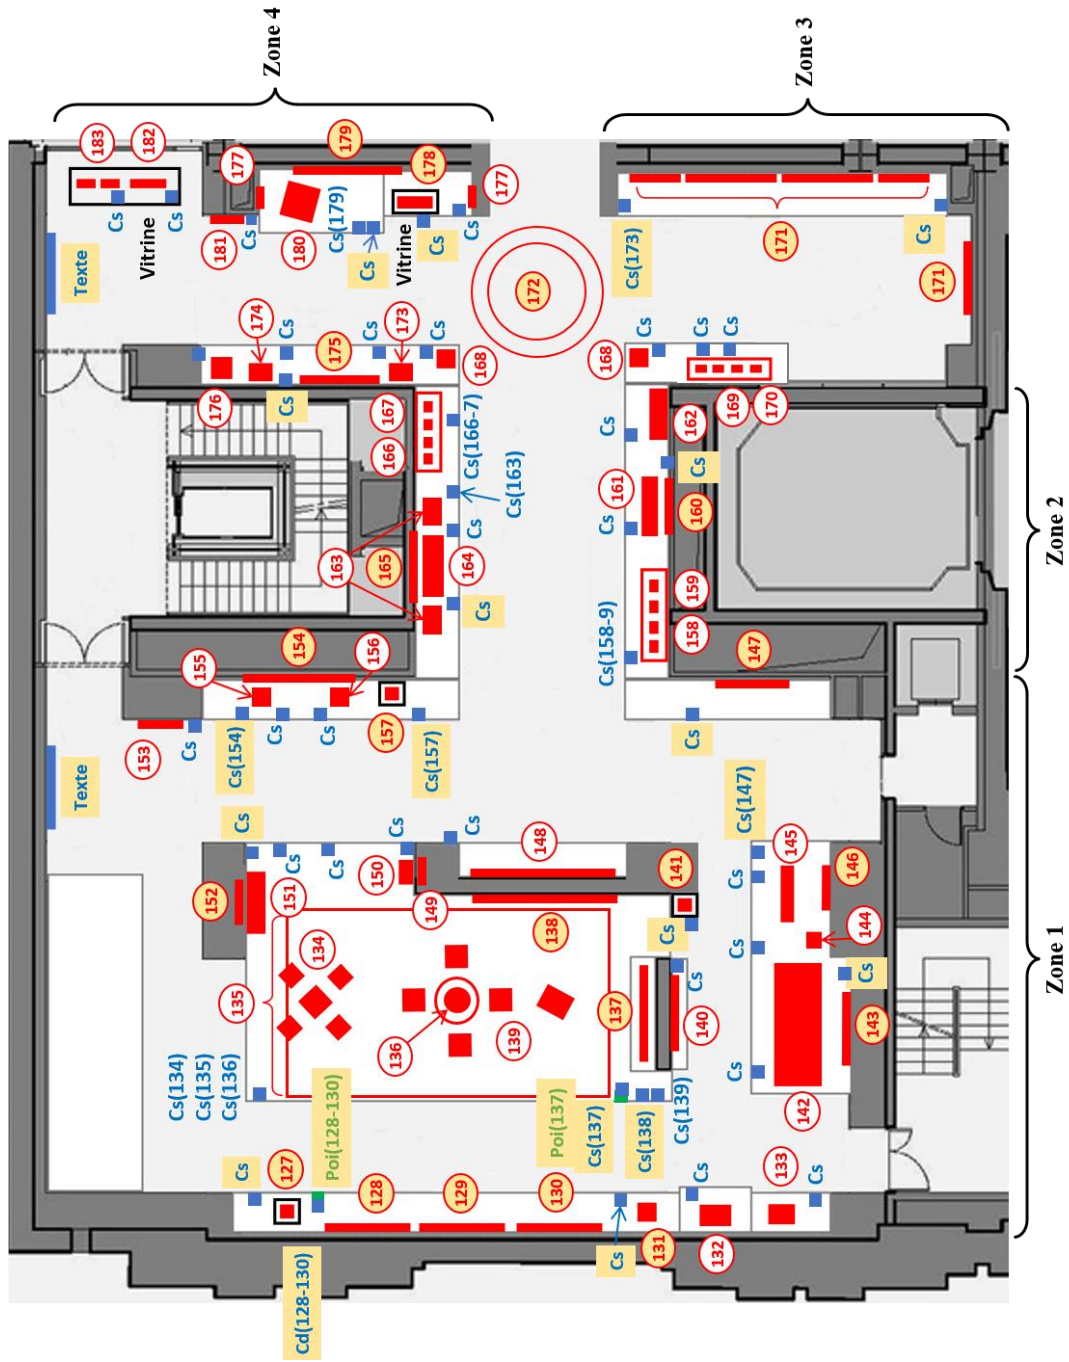 Zone 4
Zone 3
183
182
179
178
177
177
Cs
Cs
Vitrine
Texte
181
Cs
180
Cs(179)
Cs
Vitrine
Cs
Cs
172
Cs(173)
171
Cs
171
174
Cs
175
Cs
173
Cs
168
176
Cs
168
Cs
Cs
Cs
169
170
167
166
Cs(166-7)
Cs(163)
163
165
Cs
164
Cs
162
Cs
161
Cs
Cs
160
159
158
Cs(158-9)
147
Zone 2
154
155
156
153
Cs
Cs(154)
Cs
Cs
157
Cs(157)
Texte
Cs
Cs(147)
Cs
Cs
Cs
Cs
Cs
152
151
150
149
148
141
Cs
145
Cs
146
144
Cs
Cs
143
Cs
142
135
134
138
136
139
137
140
Cs
Zone 1
Cs(134)
Cs(135)
Cs(136)
Poi(128-130)
Poi(137)
Cs(137)
Cs(138)
Cs(139)
Cs
127
128
129
130
Cs
133
Cs
Cd(128-130)
Cs
131
132